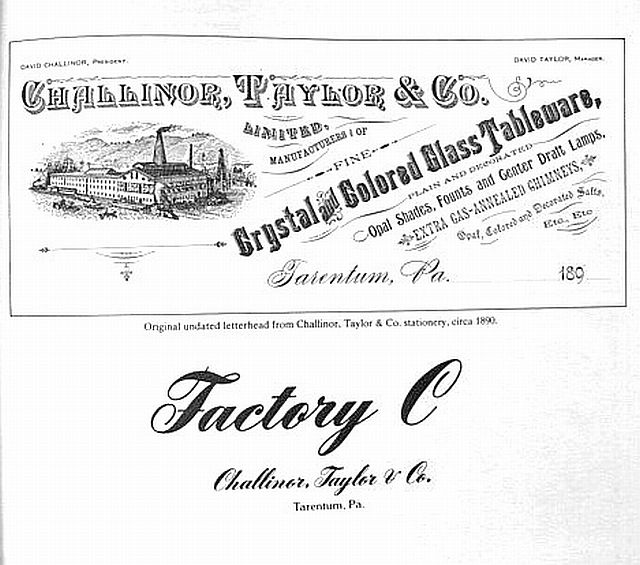 DAVID CHALLINOR, PRESIDENT.
DAVID TAYLOR, MANAGER.
CHALLINOR, TAYLOR & CO.
LIMITED,
MANUFACTURERS OF
FINE
Crystal and Colored Glass Tableware,
PLAIN AND DECORATED
Opal Shades, Founts and Center Draft Lamps,
EXTRA GAS-ANNEALED CHIMNEYS,
Opal, Colored and Decorated Salts,
Etc., Etc
Tarentum, Pa. 189
Original undated letterhead from Challinor, Taylor & Co. stationery, circa 1890.
Factory C
Challinor, Taylor & Co.
Tarentum, Pa.